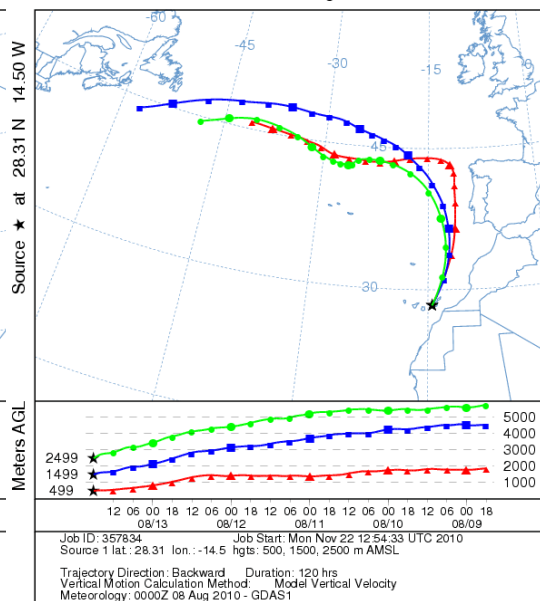 -60
-45
-30
-15
0
45
30
Source ★ at 28.31 N 14.50 W
Meters AGL
5000
4000
3000
2000
1000
2499
1499
499
12 06 00 18 12 06 00 18 12 06 00 18 12 06 00 18 12 06 00 18
08/13 08/12 08/11 08/10 08/09
Job ID: 357834 Job Start: Mon Nov 22 12:54:33 UTC 2010
Source 1 lat.: 28.31 lon.: -14.5 hgts: 500, 1500, 2500 m AMSL
Trajectory Direction: Backward Duration: 120 hrs
Vertical Motion Calculation Method: Model Vertical Velocity
Meteorology: 0000Z 08 Aug 2010 - GDAS1